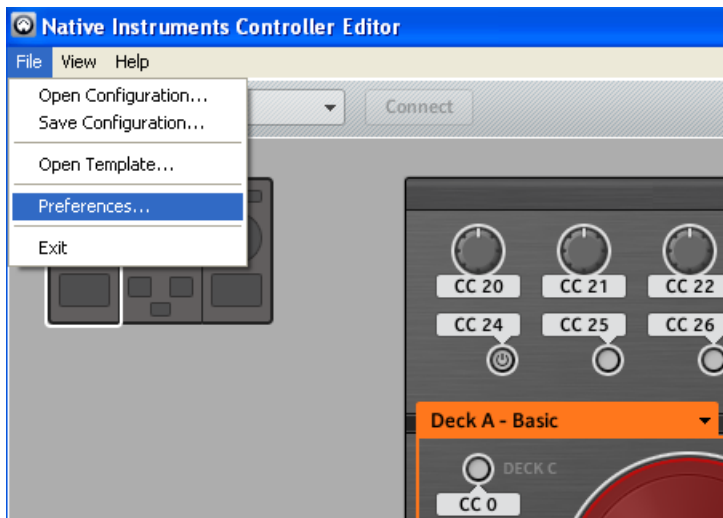 Native Instruments Controller Editor
File View Help
Open Configuration...
Save Configuration...
Open Template...
Preferences...
Exit
Connect
CC 20 CC 21 CC 22
CC 24 CC 25 CC 26
Deck A - Basic
DECK C
CC 0